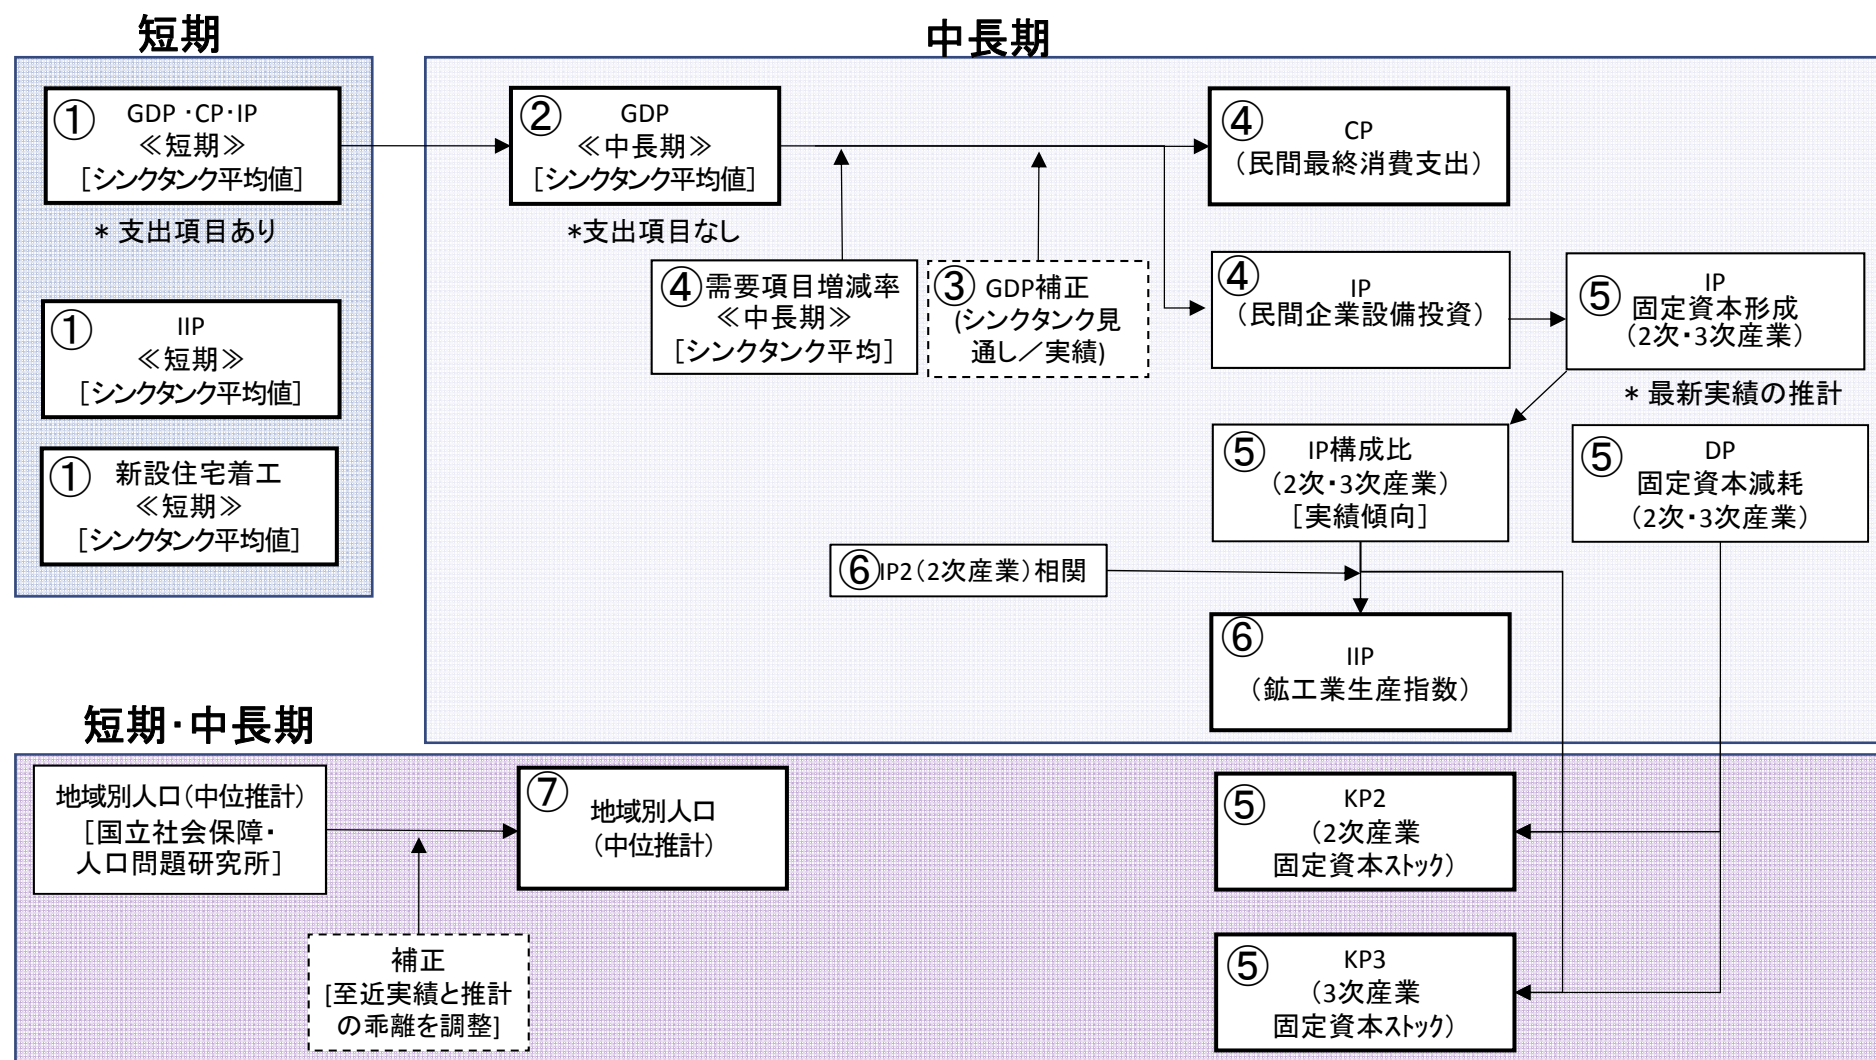 短期
① GDP ・CP・IP
≪短期≫
［シンクタンク平均値］
＊ 支出項目あり
① IIP
≪短期≫
［シンクタンク平均値］
① 新設住宅着工
≪短期≫
［シンクタンク平均値］
中長期
② GDP
≪中長期≫
［シンクタンク平均値］
＊支出項目なし
④ 需要項目増減率
≪中長期≫
［シンクタンク平均］
③ GDP補正
(シンクタンク見
通し／実績)
④ CP
（民間最終消費支出）
④ IP
（民間企業設備投資）
⑤ IP
固定資本形成
（2次・3次産業）
＊ 最新実績の推計
⑤ IP構成比
（2次・3次産業）
［実績傾向］
⑤ DP
固定資本減耗
（2次・3次産業）
⑥ IP2（2次産業）相関
⑥ IIP
（鉱工業生産指数）
短期・中長期
地域別人口（中位推計）
［国立社会保障・
人口問題研究所］
⑦ 地域別人口
（中位推計）
補正
[至近実績と推計
の乖離を調整]
⑤ KP2
（2次産業
固定資本ｽﾄｯｸ）
⑤ KP3
（3次産業
固定資本ｽﾄｯｸ）